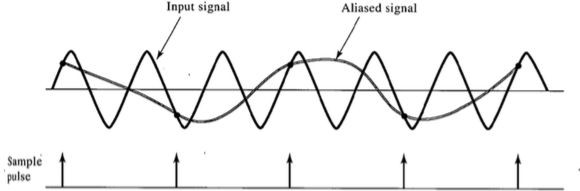 Input signal
Aliased signal
Sample
pulse